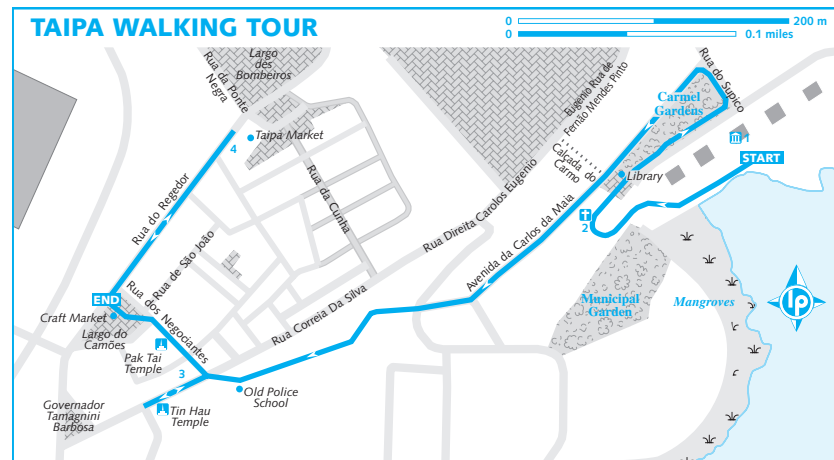 TAIPA WALKING TOUR
0 200 m
0 0.1 miles
Largo
des
Bombeiros
Rua da Ponte
Negra
Taipa Market
4
Rua do Regedor
Rua da Cunha
Eugenio Rua de
Fernão Mendes Pinto
Calçada do
Carmo
Rua do Supico
Carmel
Gardens
1
START
Library
2
Rua Direita Carolos Eugenio
Avenida da Carlos da Maia
Municipal
Garden
Mangroves
lp
Rua de São João
END
Rua dos Negociantes
Craft Market
Largo do
Camões
Pak Tai
Temple
3
Rua Correia Da Silva
Old Police
School
Tin Hau
Temple
Governador
Tamagnini
Barbosa